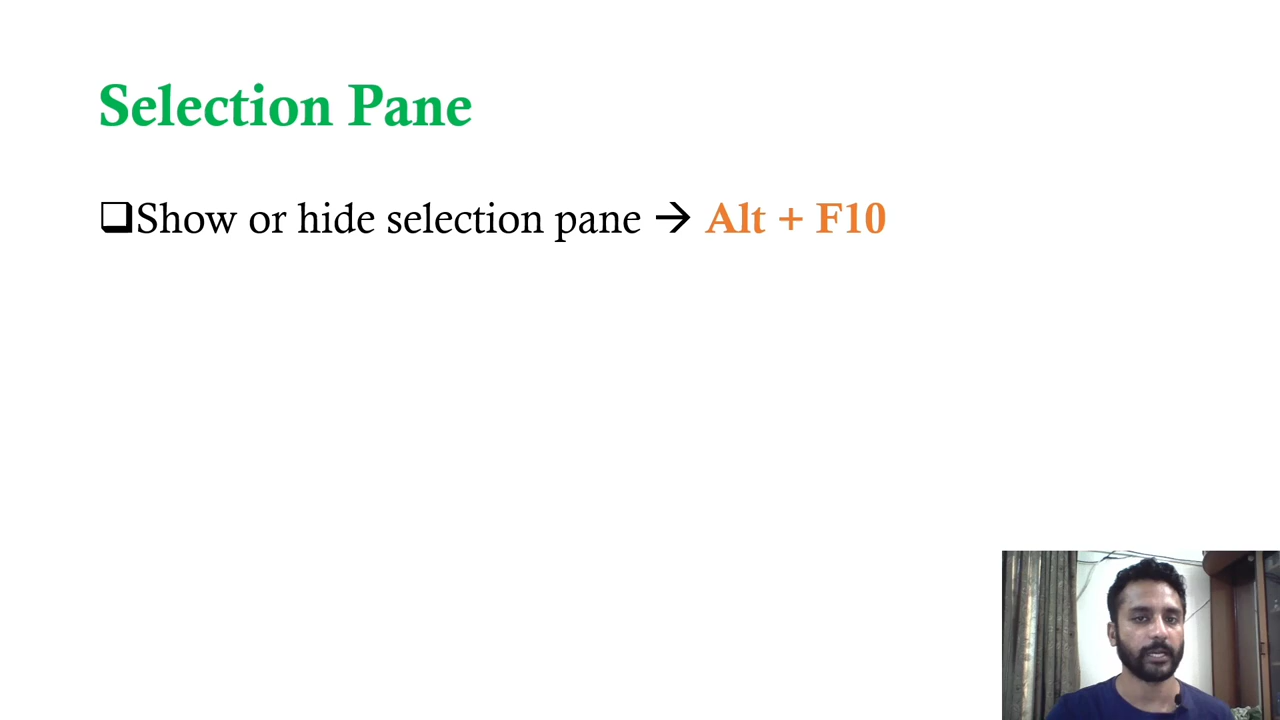 Selection Pane
❑Show or hide selection pane → Alt + F10